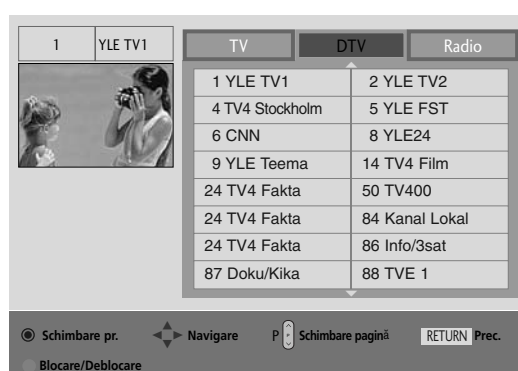 1 YLE TV1
TV DTV Radio
1 YLE TV1 2 YLE TV2
4 TV4 Stockholm 5 YLE FST
6 CNN 8 YLE24
9 YLE Teema 14 TV4 Film
24 TV4 Fakta 50 TV400
24 TV4 Fakta 84 Kanal Lokal
24 TV4 Fakta 86 Info/3sat
87 Doku/Kika 88 TVE 1
Schimbare pr. Navigare P Schimbare pagină RETURN Prec.
Blocare/Deblocare